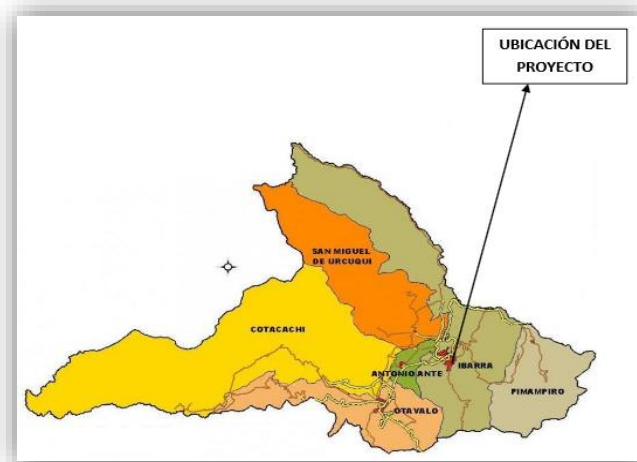 UBICACIÓN DEL
PROYECTO
SAN MIGUEL
DE URCUQUI
COTACACHI
ANTONIO ANTE
IBARRA
PIMAMPIRO
OTAVALO